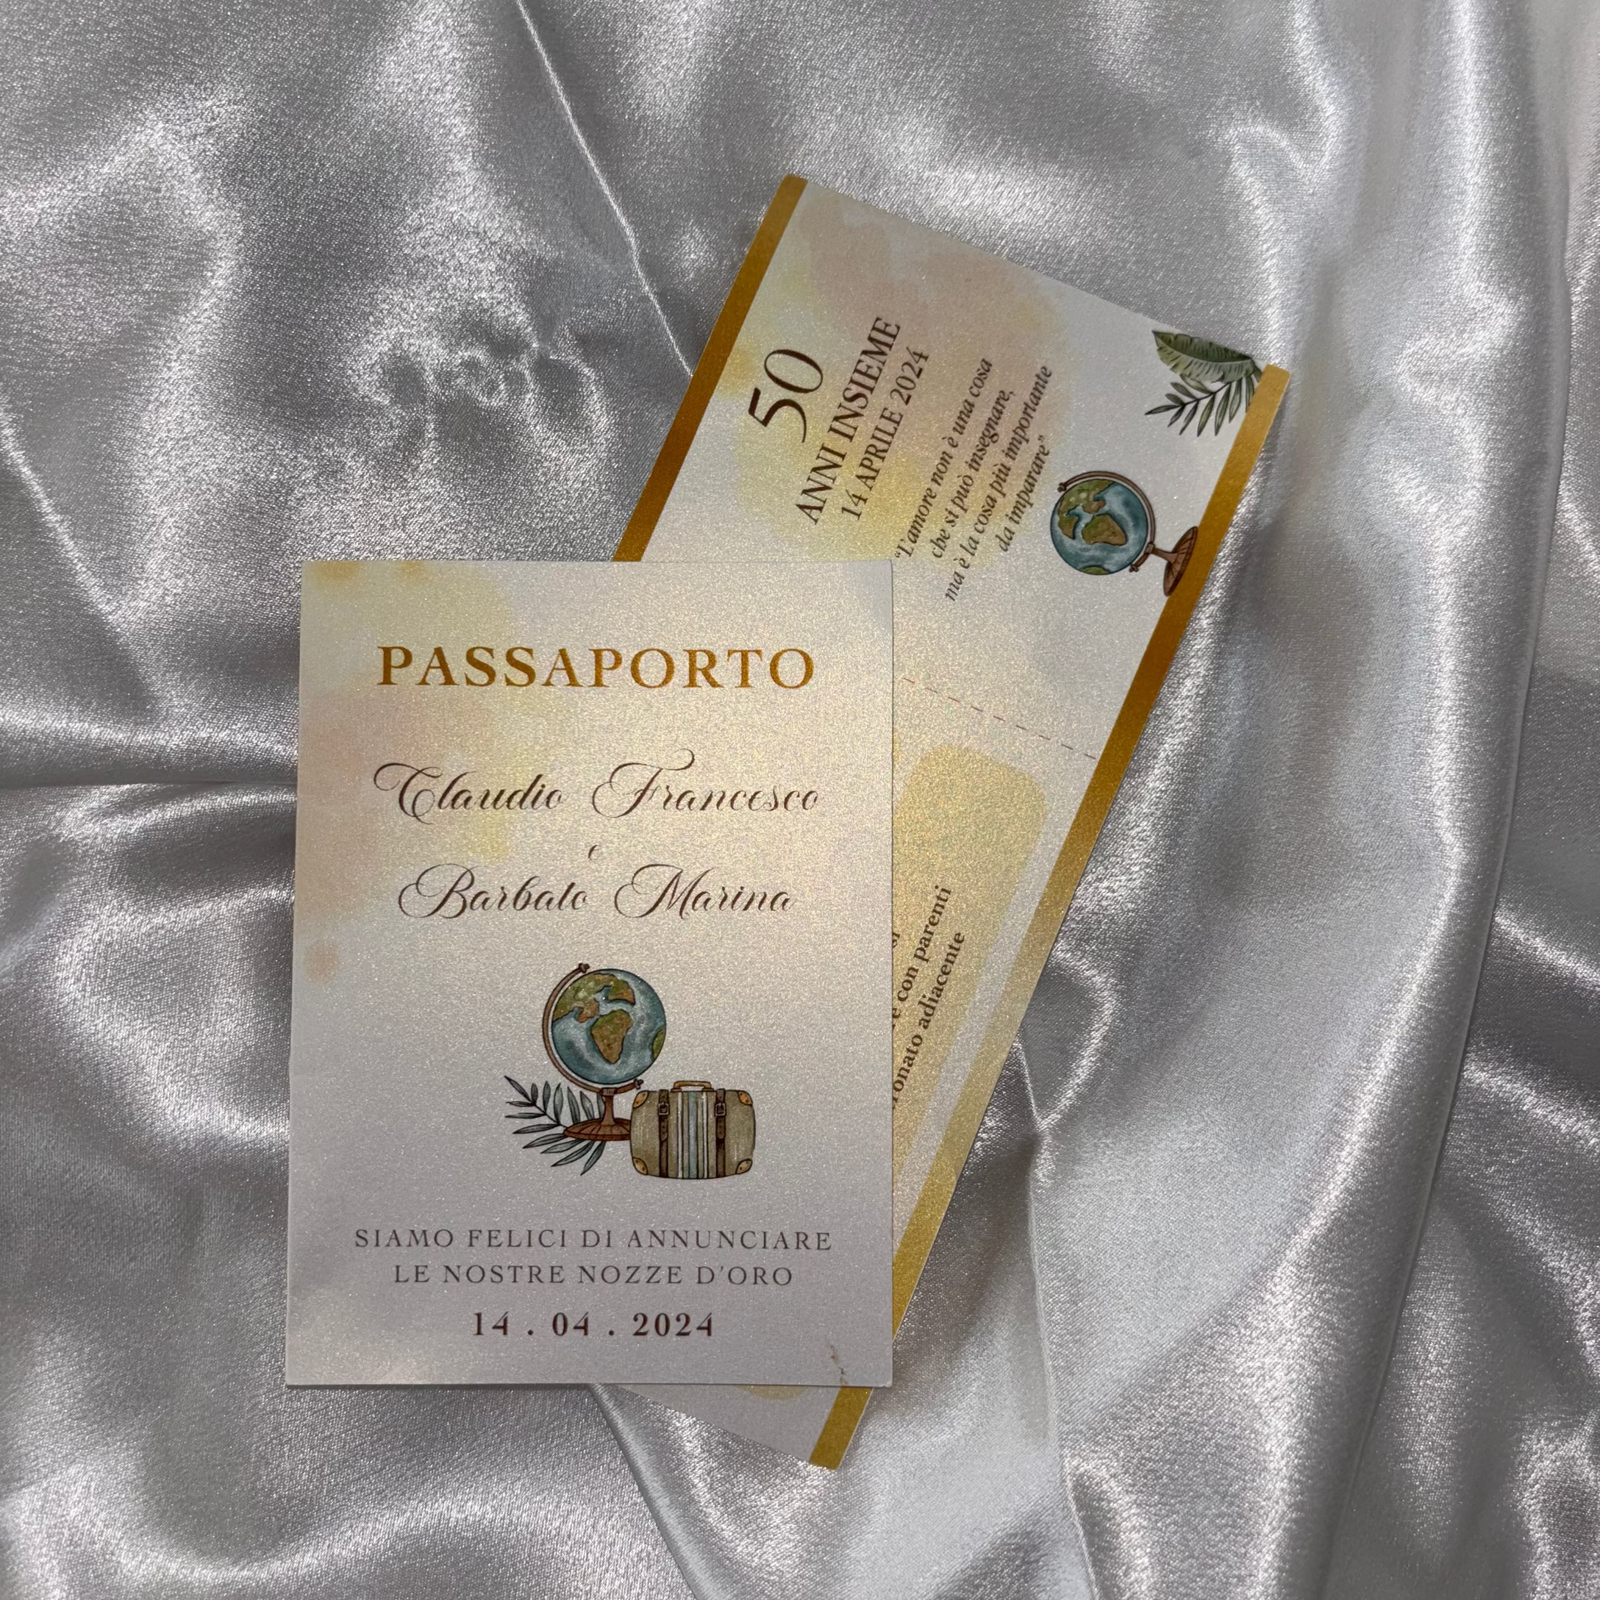 PASSAPORTO
Claudio Francesco
e
Barbato Marina
SIAMO FELICI DI ANNUNCIARE
LE NOSTRE NOZZE D'ORO
14 . 04 . 2024
50
ANNI INSIEME
14 APRILE 2024
"L'amore non è una cosa
che si può insegnare,
ma è la cosa più importante
da imparare"
con parenti
adiacente